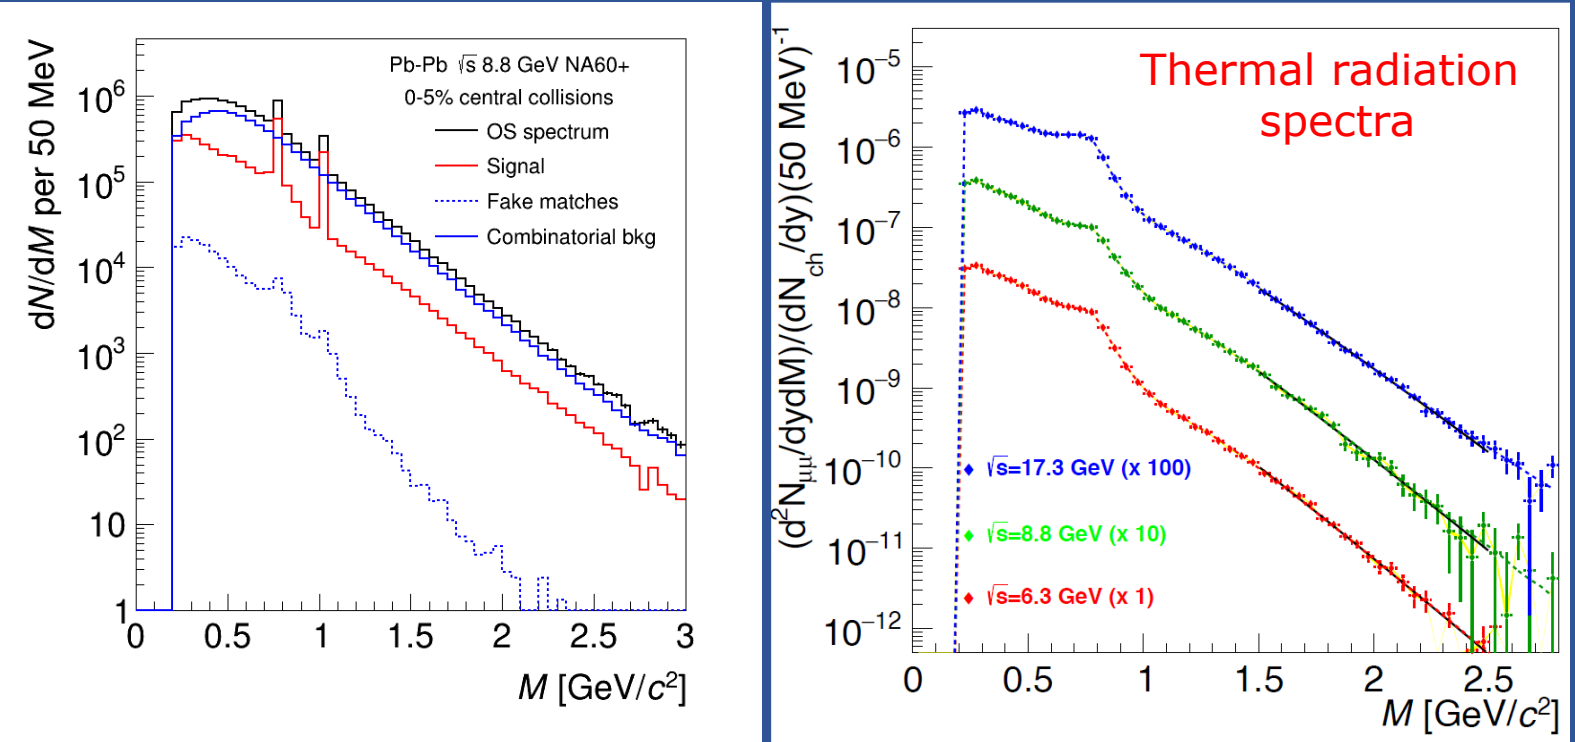 dN/dM per 50 MeV
10⁶
10⁵
10⁴
10³
10²
10
1
0
0.5
1
1.5
2
2.5
3
M [GeV/c²]
Pb-Pb √s 8.8 GeV NA60+
0-5% central collisions
OS spectrum
Signal
Fake matches
Combinatorial bkg
(d²Nμμ/dydM)/(dNch/dy)(50 MeV)⁻¹
10⁻⁵
10⁻⁶
10⁻⁷
10⁻⁸
10⁻⁹
10⁻¹⁰
10⁻¹¹
10⁻¹²
Thermal radiation
spectra
√s=17.3 GeV (x 100)
√s=8.8 GeV (x 10)
√s=6.3 GeV (x 1)
0
0.5
1
1.5
2
2.5
M [GeV/c²]